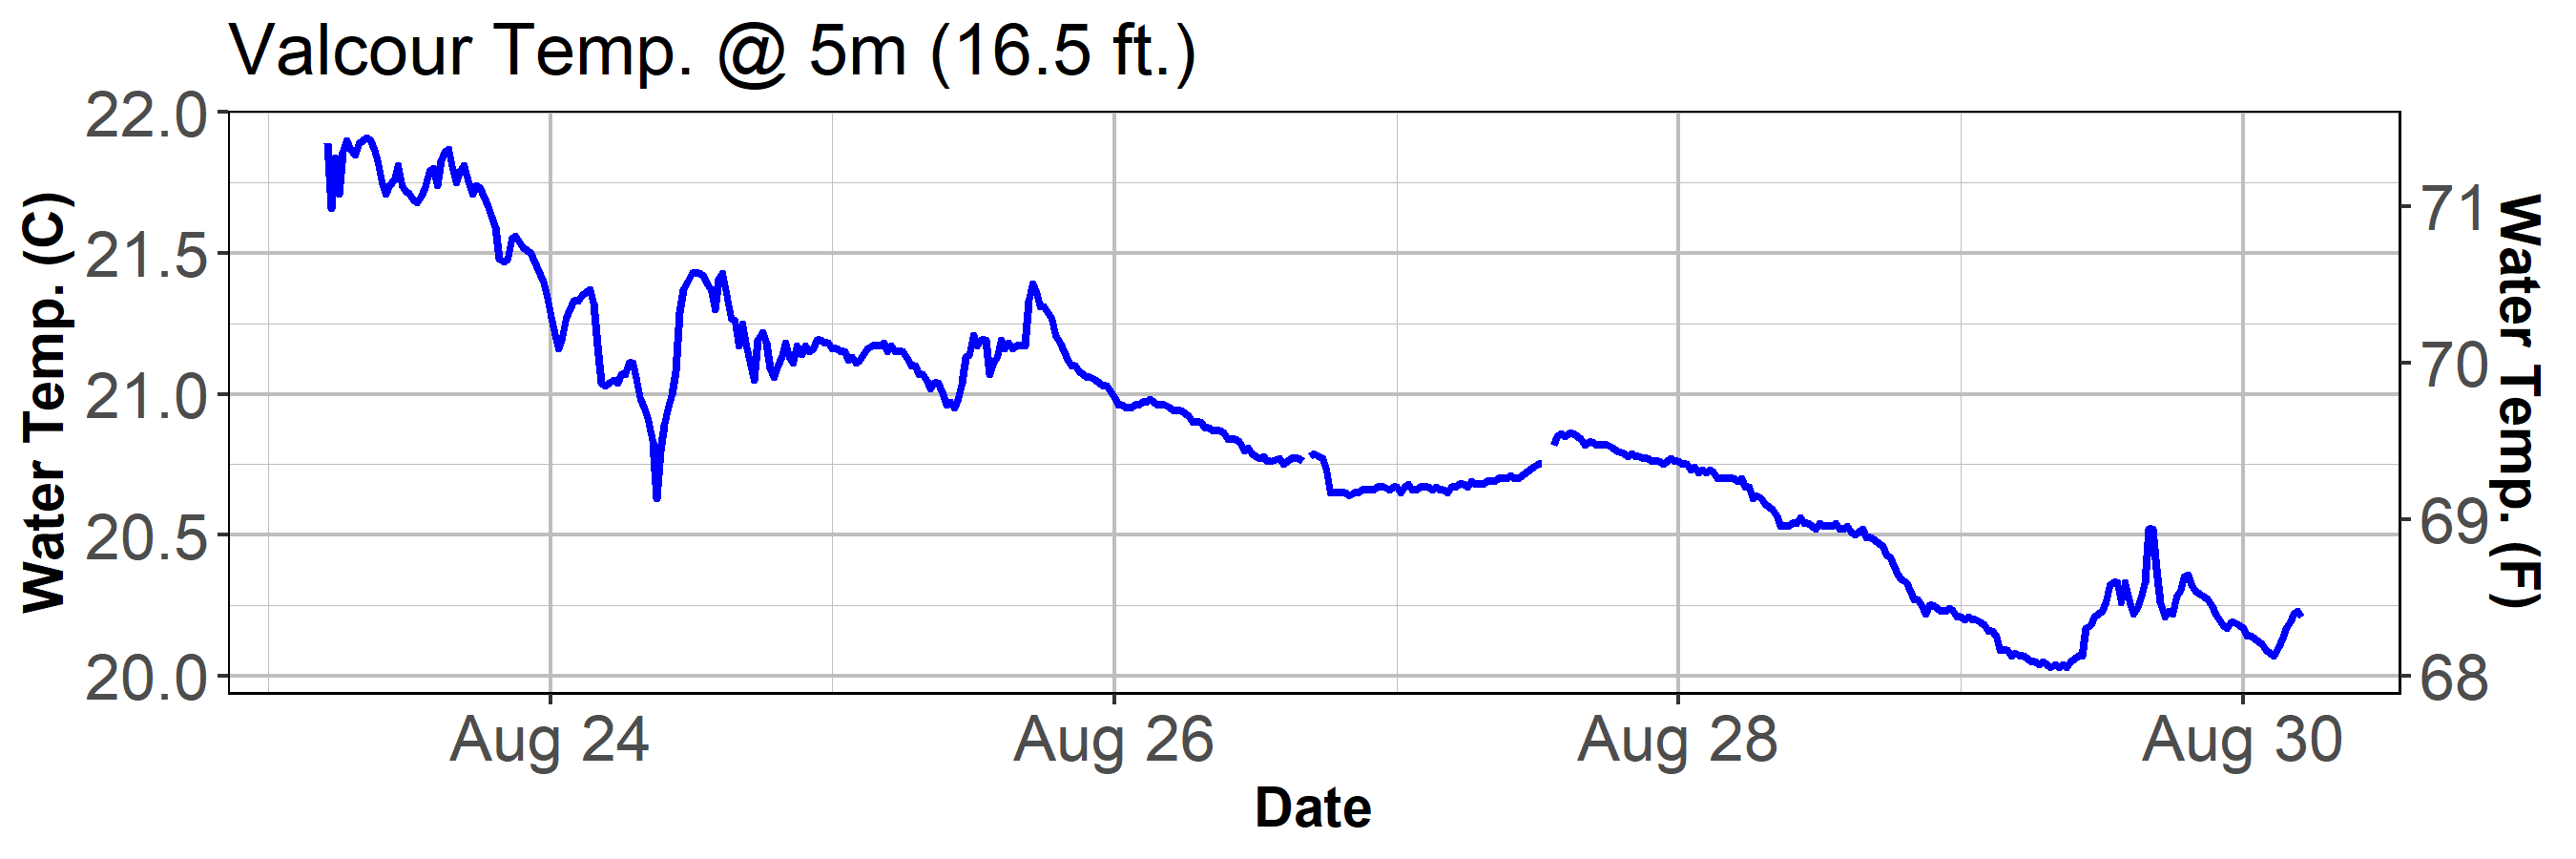 Valcour Temp. @ 5m (16.5 ft.)
Water Temp. (C)
22.0
21.5
21.0
20.5
20.0
71
70
69
68
Water Temp. (F)
Aug 24 Aug 26 Aug 28 Aug 30
Date